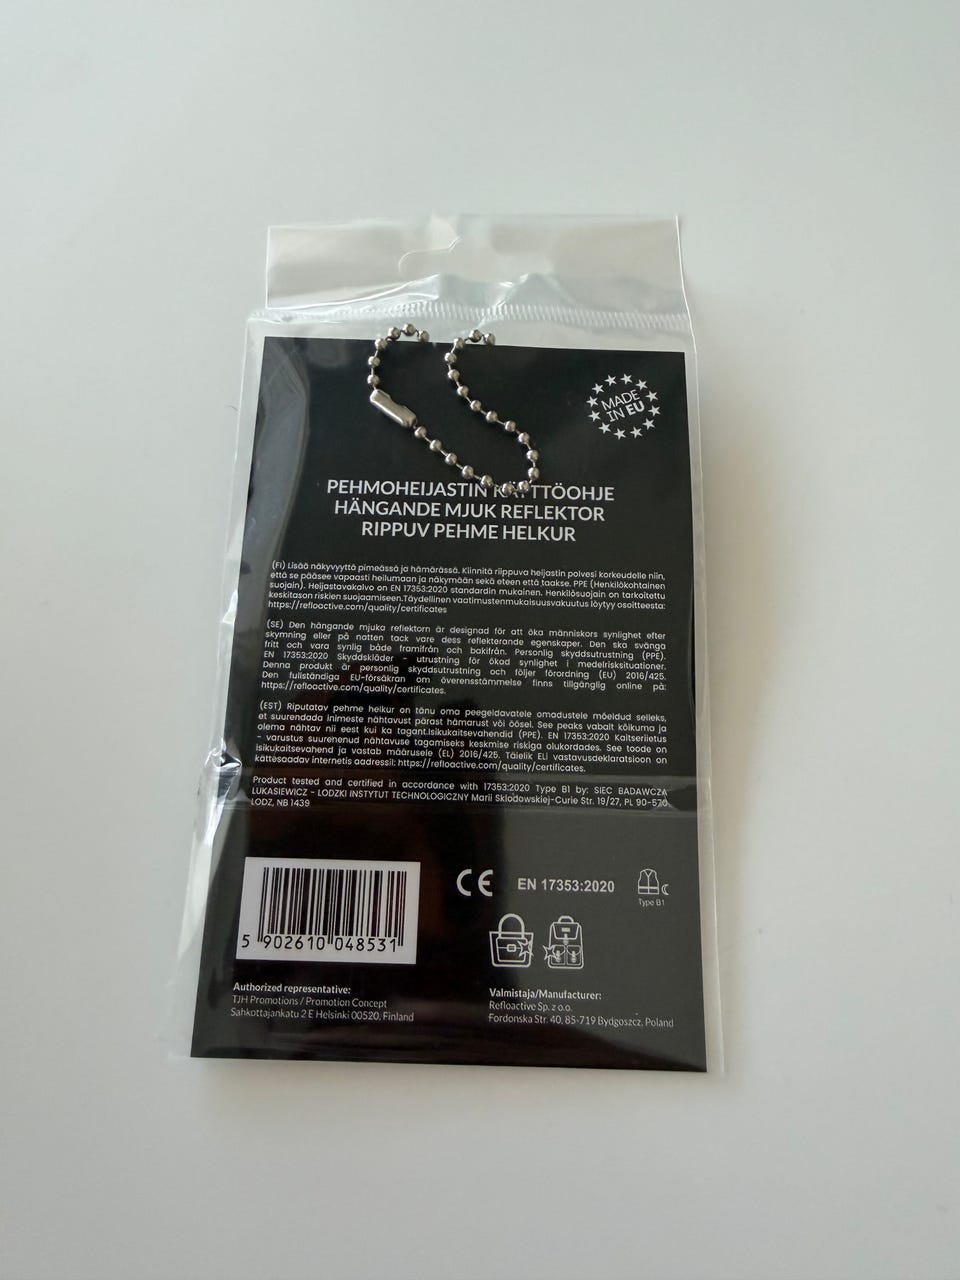 MADE
IN EU
PEHMOHEIJASTIN KÄYTTÖOHJE
HÄNGANDE MJUK REFLEKTOR
RIPPUV PEHME HELKUR
(FI) Lisää näkyvyyttä pimeässä ja hämärässä. Kiinnitä riippuva heijastin polvesi korkeudelle niin,
että se pääsee vapaasti heilumaan ja näkymään sekä eteen että taakse. PPE (Henkilökohtainen
suojain). Heijastavakalvo on EN 17353:2020 standardin mukainen. Henkilösuojain on tarkoitettu
keskitason riskien suojaamiseen.Täydellinen vaatimustenmukaisuusvakuutus löytyy osoitteesta:
https://refloactive.com/quality/certificates
(SE) Den hängande mjuka reflektorn är designad för att öka människors synlighet efter
skymning eller på natten tack vare dess reflekterande egenskaper. Den ska svänga
fritt och vara synlig både framifrån och bakifrån. Personlig skyddsutrustning (PPE).
EN 17353:2020 Skyddskläder - utrustning för ökad synlighet i medelrisksituationer.
Denna produkt är personlig skyddsutrustning och följer förordning (EU) 2016/425.
Den fullständiga EU-försäkran om överensstämmelse finns tillgänglig online på:
https://refloactive.com/quality/certificates.
(EST) Riputatav pehme helkur on tänu oma peegeldavatele omadustele mõeldud selleks,
et suurendada inimeste nähtavust pärast hämarust või öösel. See peaks vabalt kõlkuma ja
olema nähtav nii eest kui ka tagant.Isikukaitsevahendid (PPE). EN 17353:2020 Kaitseriietus
- varustus suurenenud nähtavuse tagamiseks keskmise riskiga olukordades. See toode on
isikukaitsevahend ja vastab määrusele (EL) 2016/425. Täielik ELi vastavusdeklaratsioon on
kättesaadav internetis aadressil: https://refloactive.com/quality/certificates.
Product tested and certified in accordance with 17353:2020 Type B1 by: SIEC BADAWCZA
LUKASIEWICZ - LODZKI INSTYTUT TECHNOLOGICZNY Marii Sklodowskiej-Curie Str. 19/27, PL 90-570
LODZ, NB 1439
CE
EN 17353:2020
Type B1
5 902610 048531
Authorized representative:
TJH Promotions / Promotion Concept
Sahkottajankatu 2 E Helsinki 00520, Finland
Valmistaja/Manufacturer:
Refloactive Sp. z o.o.
Fordonska Str. 40, 85-719 Bydgoszcz, Poland